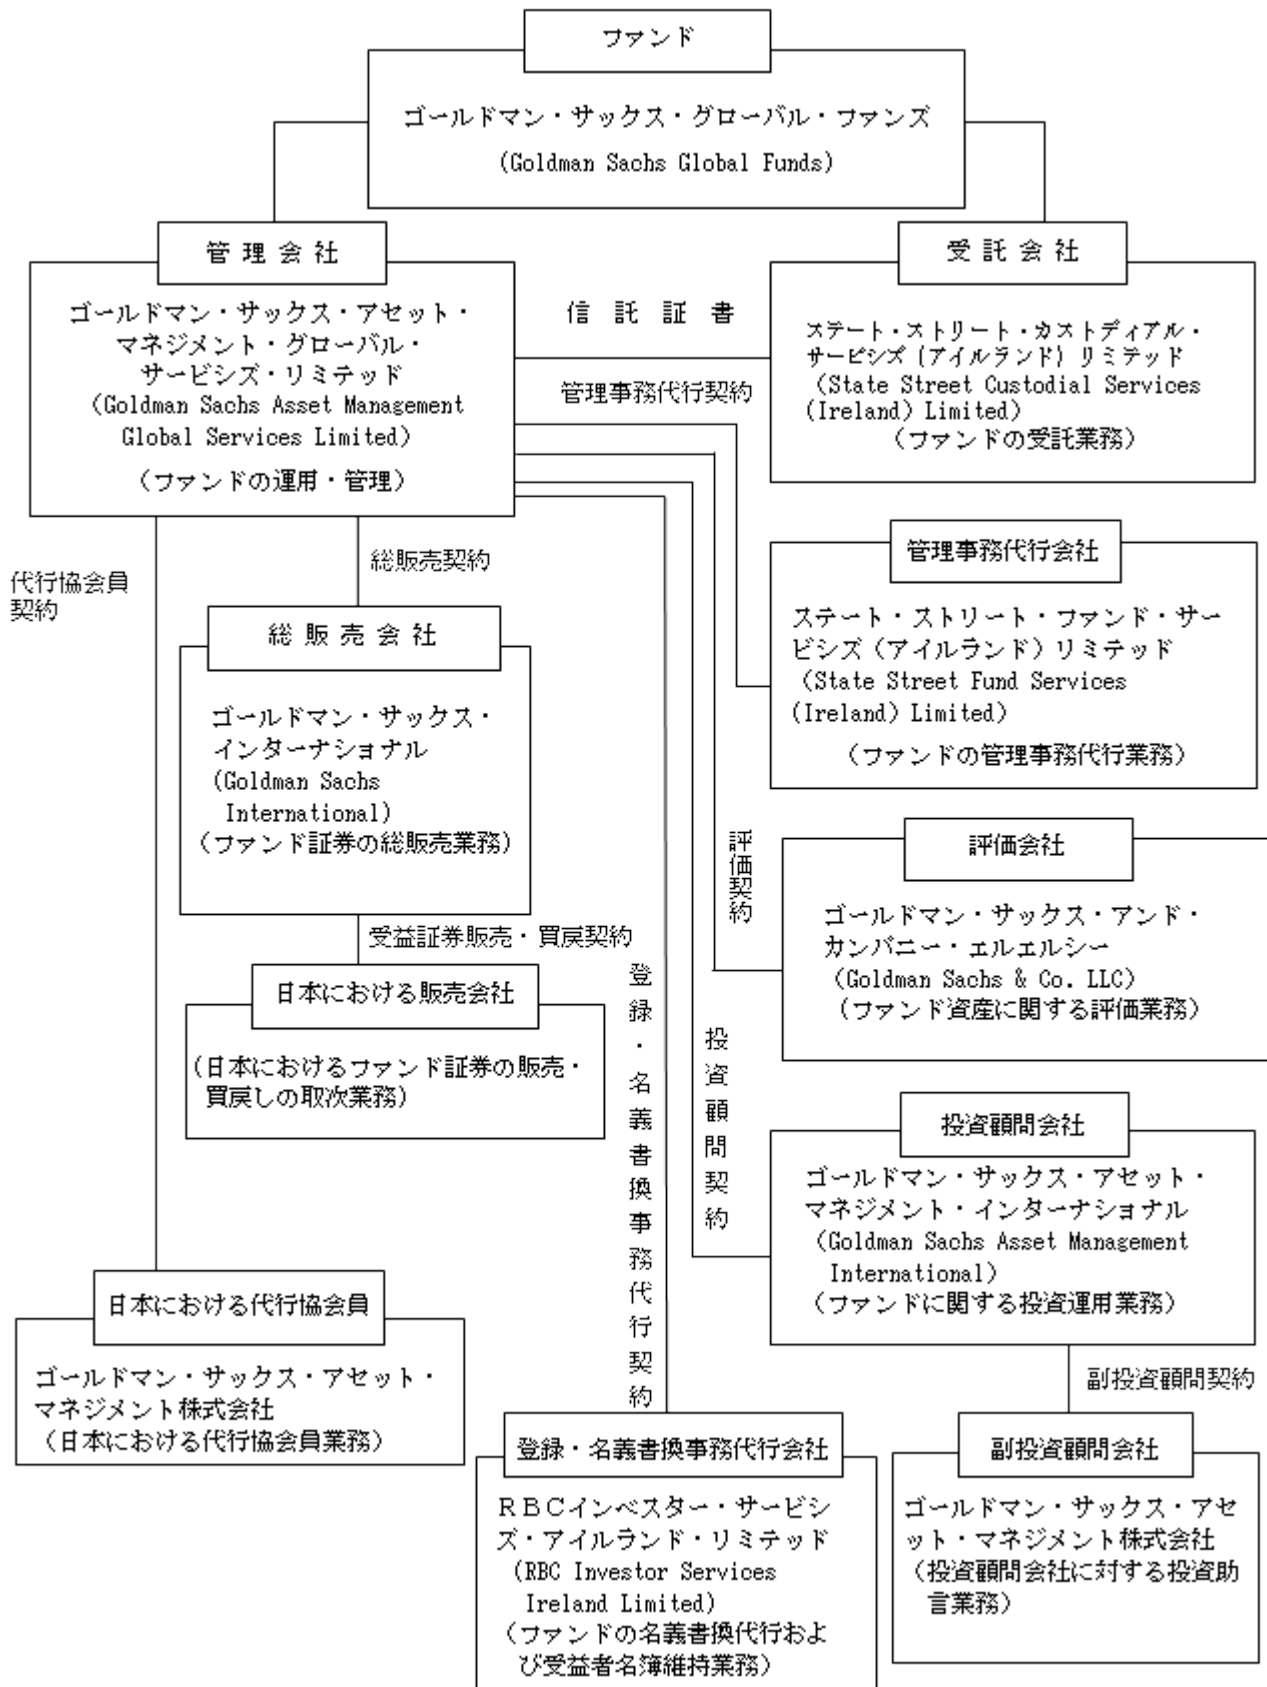 ファンド
ゴールドマン・サックス・グローバル・ファンズ
(Goldman Sachs Global Funds)
管理会社
ゴールドマン・サックス・アセット・
マネジメント・グローバル・
サービシズ・リミテッド
(Goldman Sachs Asset Management
Global Services Limited)
(ファンドの運用・管理)
信託証書
管理事務代行契約
受託会社
ステート・ストリート・カストディアル・
サービシズ(アイルランド)リミテッド
(State Street Custodial Services
(Ireland) Limited)
(ファンドの受託業務)
代行協会員
契約
総販売契約
総販売会社
ゴールドマン・サックス・
インターナショナル
(Goldman Sachs
International)
(ファンド証券の総販売業務)
管理事務代行会社
ステート・ストリート・ファンド・サー
ビシズ(アイルランド)リミテッド
(State Street Fund Services
(Ireland) Limited)
(ファンドの管理事務代行業務)
評価契約
評価会社
ゴールドマン・サックス・アンド・
カンパニー・エルエルシー
(Goldman Sachs & Co. LLC)
(ファンド資産に関する評価業務)
受益証券販売・買戻契約
日本における販売会社
(日本におけるファンド証券の販売・
買戻しの取次業務)
登録・名義書換事務代行契約
投資顧問契約
投資顧問会社
ゴールドマン・サックス・アセット・
マネジメント・インターナショナル
(Goldman Sachs Asset Management
International)
(ファンドに関する投資運用業務)
日本における代行協会員
ゴールドマン・サックス・アセット・
マネジメント株式会社
(日本における代行協会員業務)
副投資顧問契約
登録・名義書換事務代行会社
RBCインベスター・サービシ
ズ・アイルランド・リミテッド
(RBC Investor Services
Ireland Limited)
(ファンドの名義書換代行およ
び受益者名簿維持業務)
副投資顧問会社
ゴールドマン・サックス・アセ
ット・マネジメント株式会社
(投資顧問会社に対する投資助
言業務)